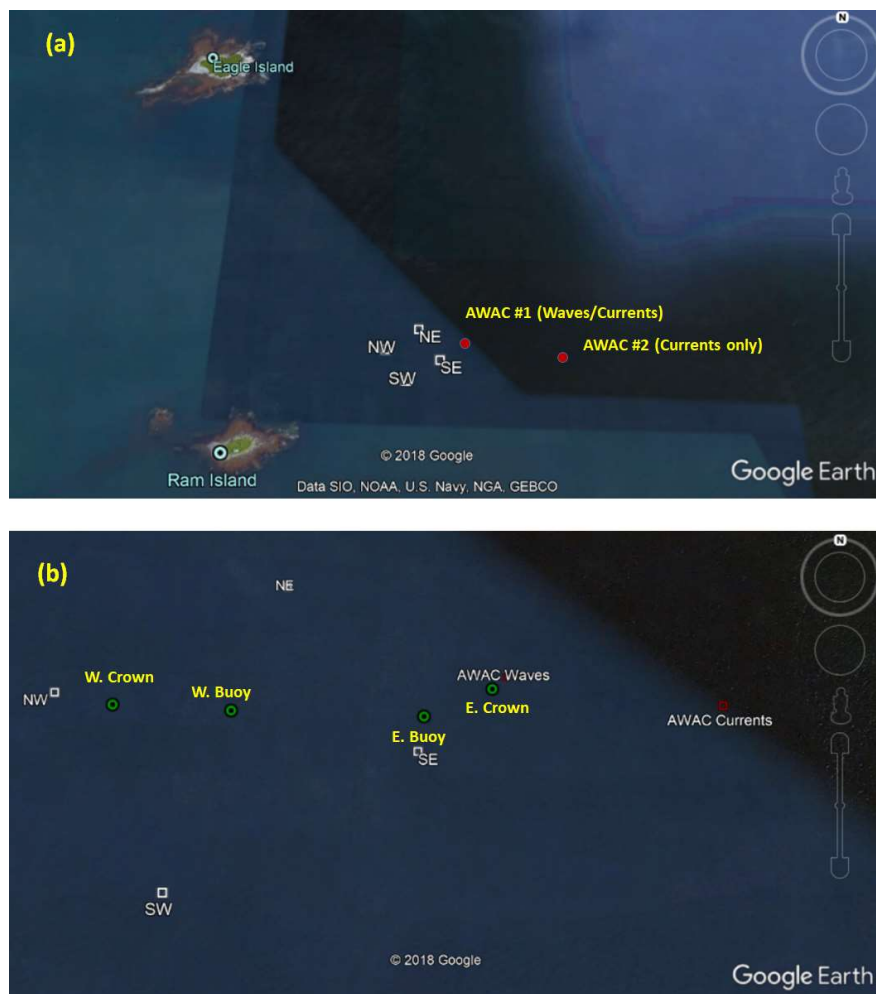 (a)
N
Eagle Island
AWAC #1 (Waves/Currents)
NE
NW
AWAC #2 (Currents only)
SE
SW
© 2018 Google
Google Earth
Ram Island
Data SIO, NOAA, U.S. Navy, NGA, GEBCO
(b)
N
NE
W. Crown
AWAC Waves
NW
W. Buoy
E. Crown
AWAC Currents
E. Buoy
SE
SW
© 2018 Google
Google Earth